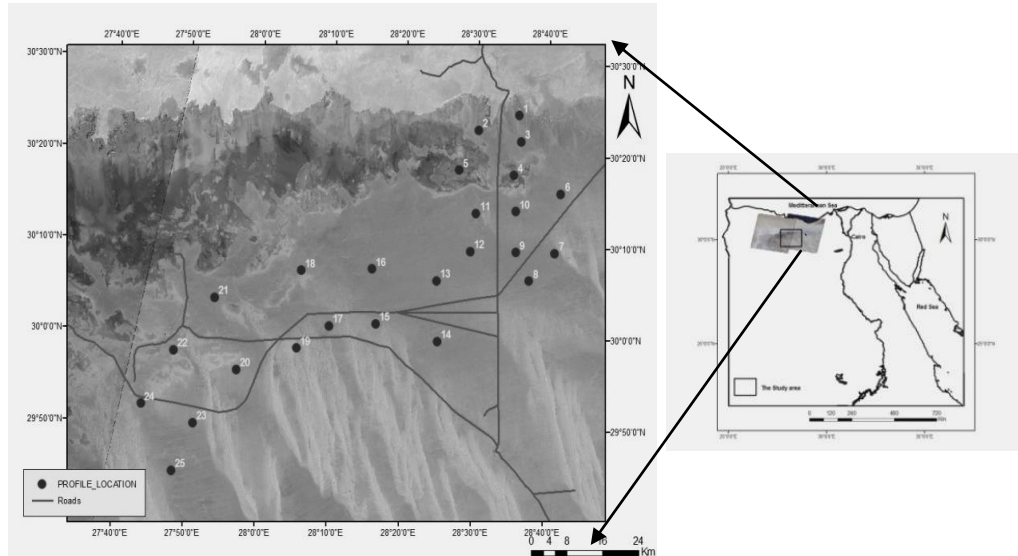 27°40'0"E 27°50'0"E 28°0'0"E 28°10'0"E 28°20'0"E 28°30'0"E 28°40'0"E
30°30'0"N
30°30'0"N
N
1
2
3
30°20'0"N
30°20'0"N
5
4
6
10
11
30°10'0"N
30°10'0"N
12
9
7
18
16
13
8
21
30°0'0"N
30°0'0"N
17
15
14
22
19
20
24
23
29°50'0"N
29°50'0"N
25
PROFILE_LOCATION
Roads
27°40'0"E 27°50'0"E 28°0'0"E 28°10'0"E 28°20'0"E 28°30'0"E 28°40'0"E
0 4 8 16 24
Km
Mediterranean Sea
N
Cairo
Red Sea
The Study area